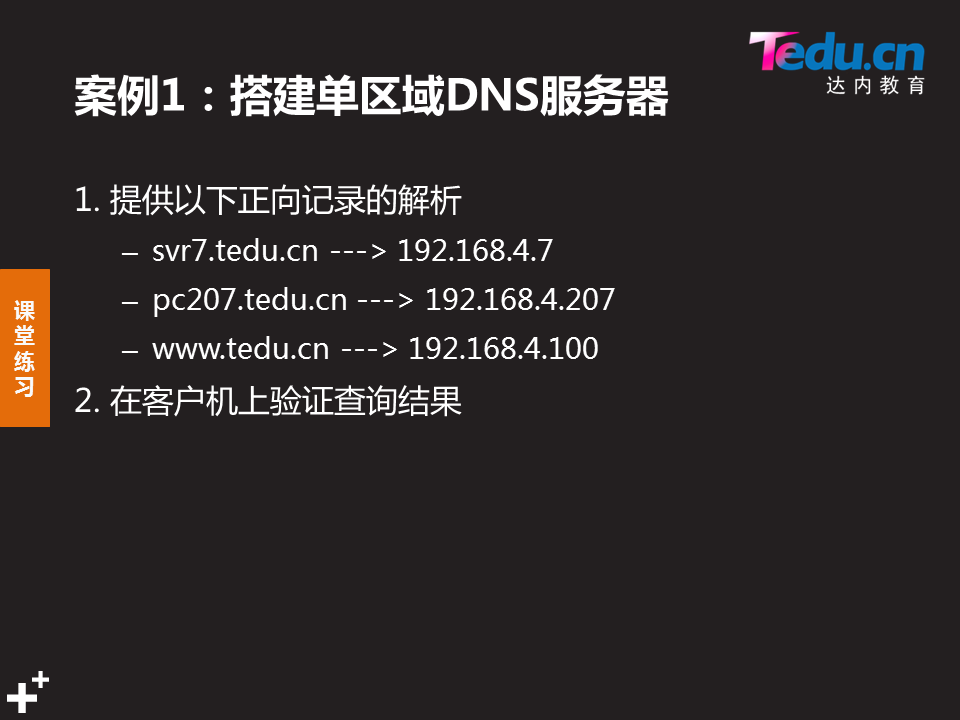 Tedu.cn
达内教育
案例1：搭建单区域DNS服务器
1. 提供以下正向记录的解析
– svr7.tedu.cn ---> 192.168.4.7
– pc207.tedu.cn ---> 192.168.4.207
– www.tedu.cn ---> 192.168.4.100
2. 在客户机上验证查询结果
课
堂
练
习